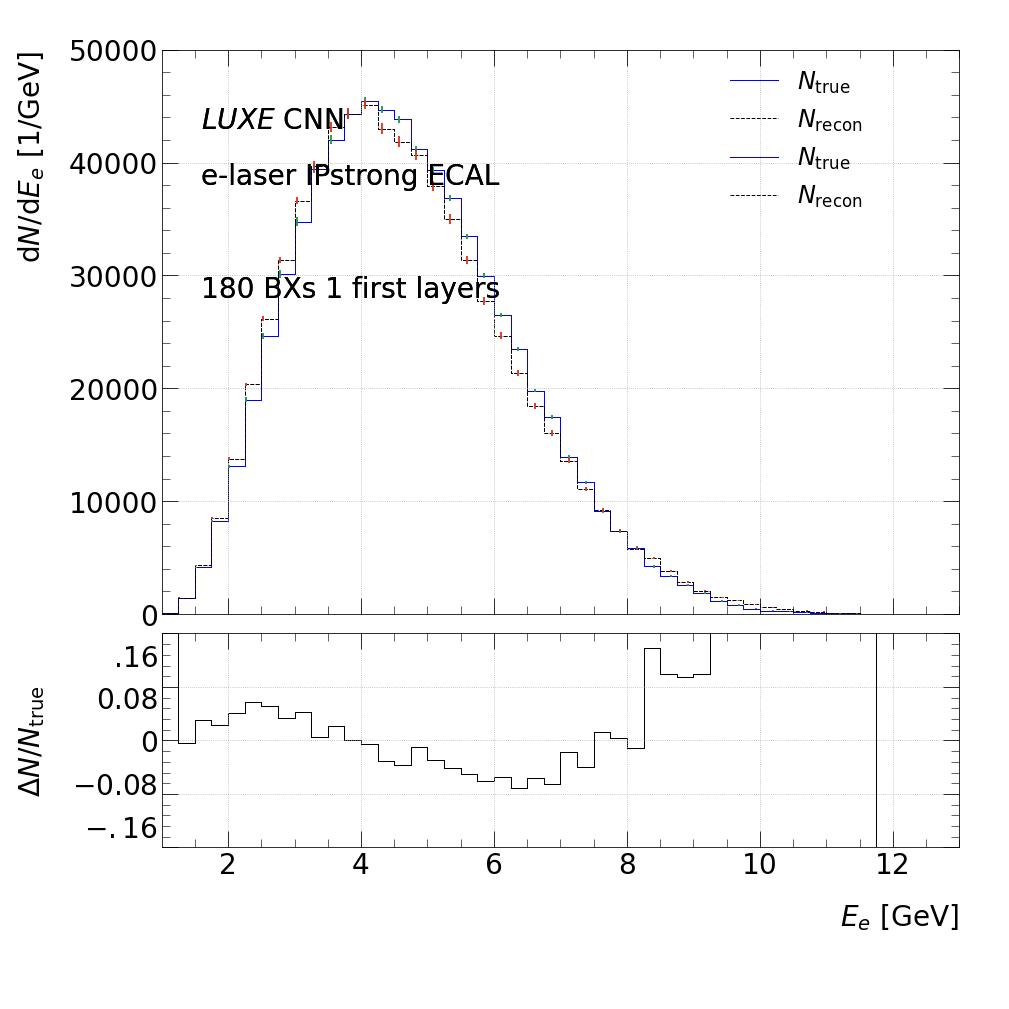 50000
40000
30000
20000
10000
0
dN/dE_e [1/GeV]
LUXE CNN
e-laser IPstrong ECAL
180 BXs 1 first layers
N_true
N_recon
N_true
N_recon
.16
0.08
0
−0.08
−.16
ΔN/N_true
2 4 6 8 10 12
E_e [GeV]